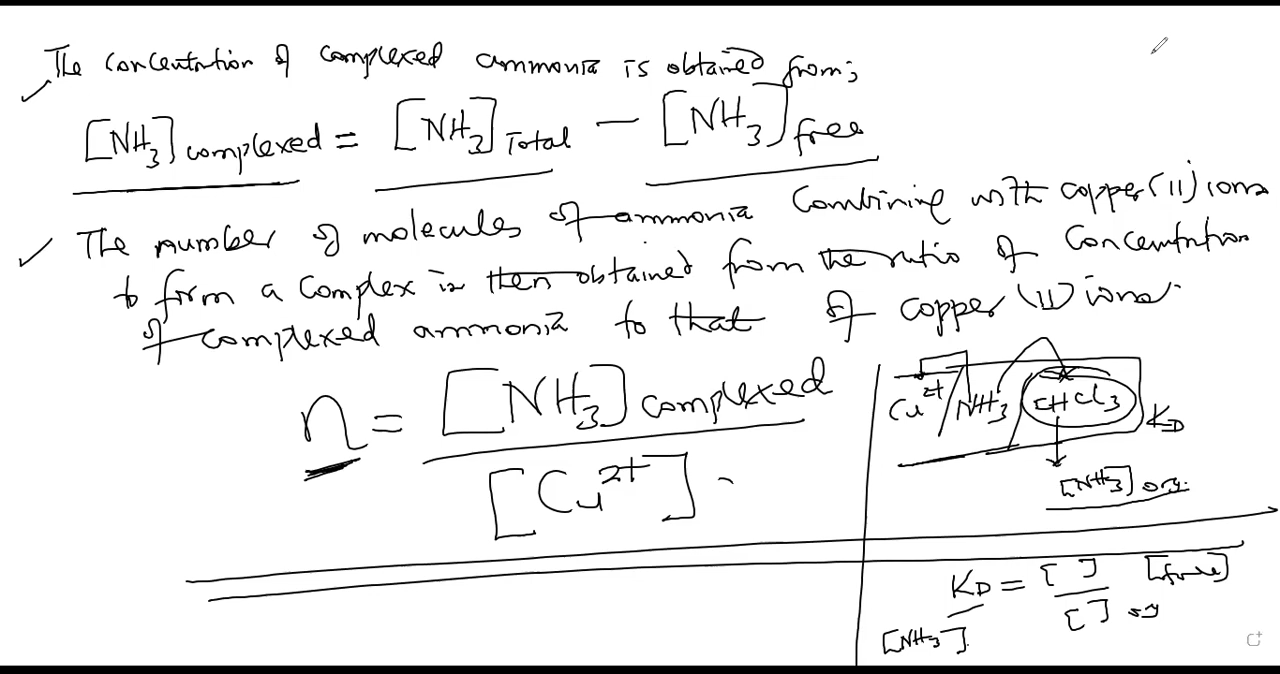 The concentration of complexed ammonia is obtained from;
[NH3]complexed = [NH3]Total – [NH3]free
The number of molecules of ammonia combining with copper(II) ions
to form a complex is then obtained from the ratio of concentration
of complexed ammonia to that of copper (II) ions.
n = [NH3]complexed
[Cu2+]
Cu2+/NH3/CHCl3
KD
[NH3]org.
KD = [ ] [free]
[ ]
[NH3].